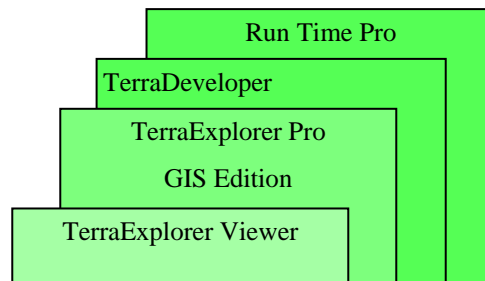 Run Time Pro
TerraDeveloper
TerraExplorer Pro
GIS Edition
TerraExplorer Viewer